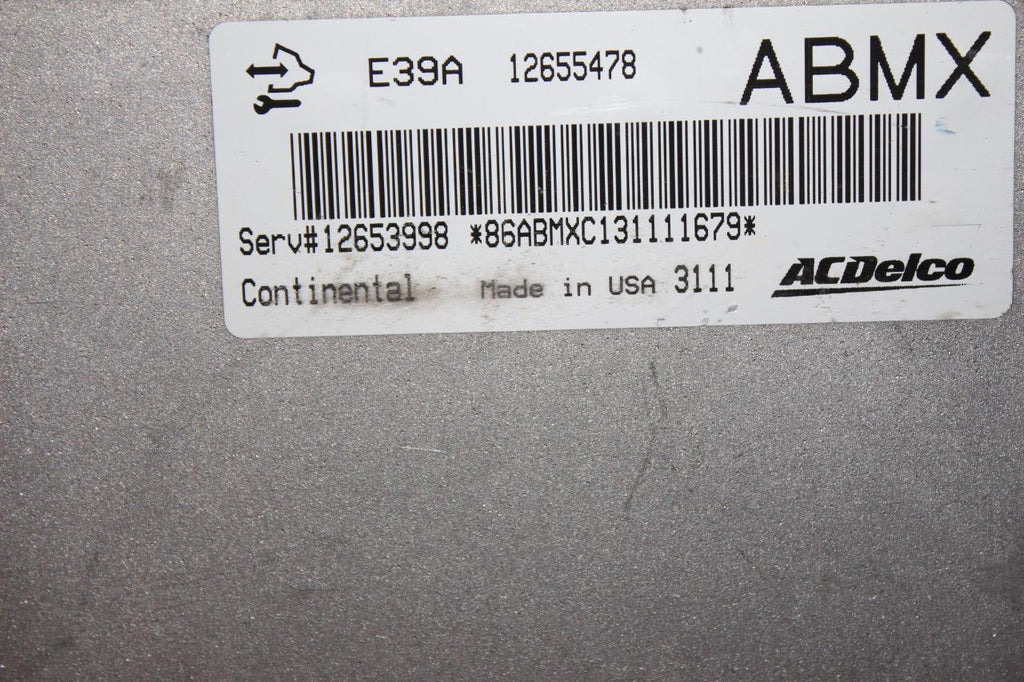 E39A 12655478 ABMX
Serv#12653998 *86ABMXC131111679*
Continental Made in USA 3111 ACDelco